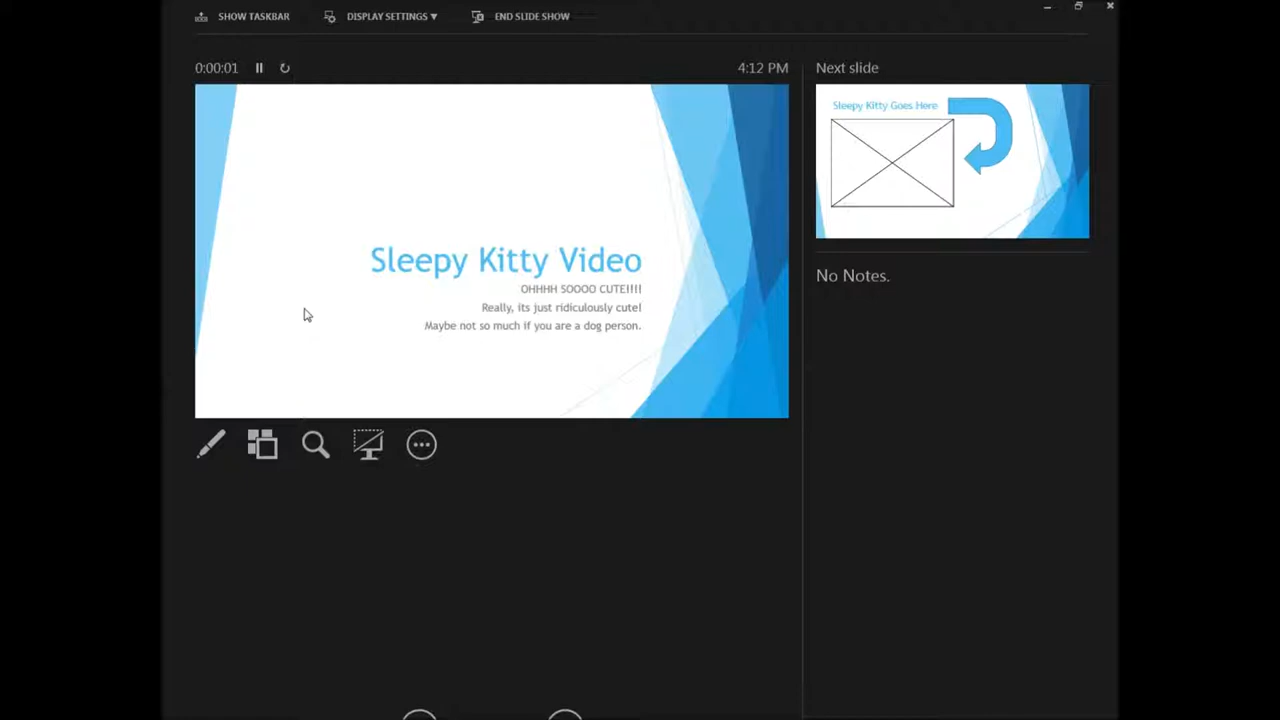 SHOW TASKBAR
DISPLAY SETTINGS ▾
END SLIDE SHOW
0:00:01
4:12 PM
Next slide
Sleepy Kitty Video
OHHHH SOOOO CUTE!!!!
Really, its just ridiculously cute!
Maybe not so much if you are a dog person.
Sleepy Kitty Goes Here
No Notes.